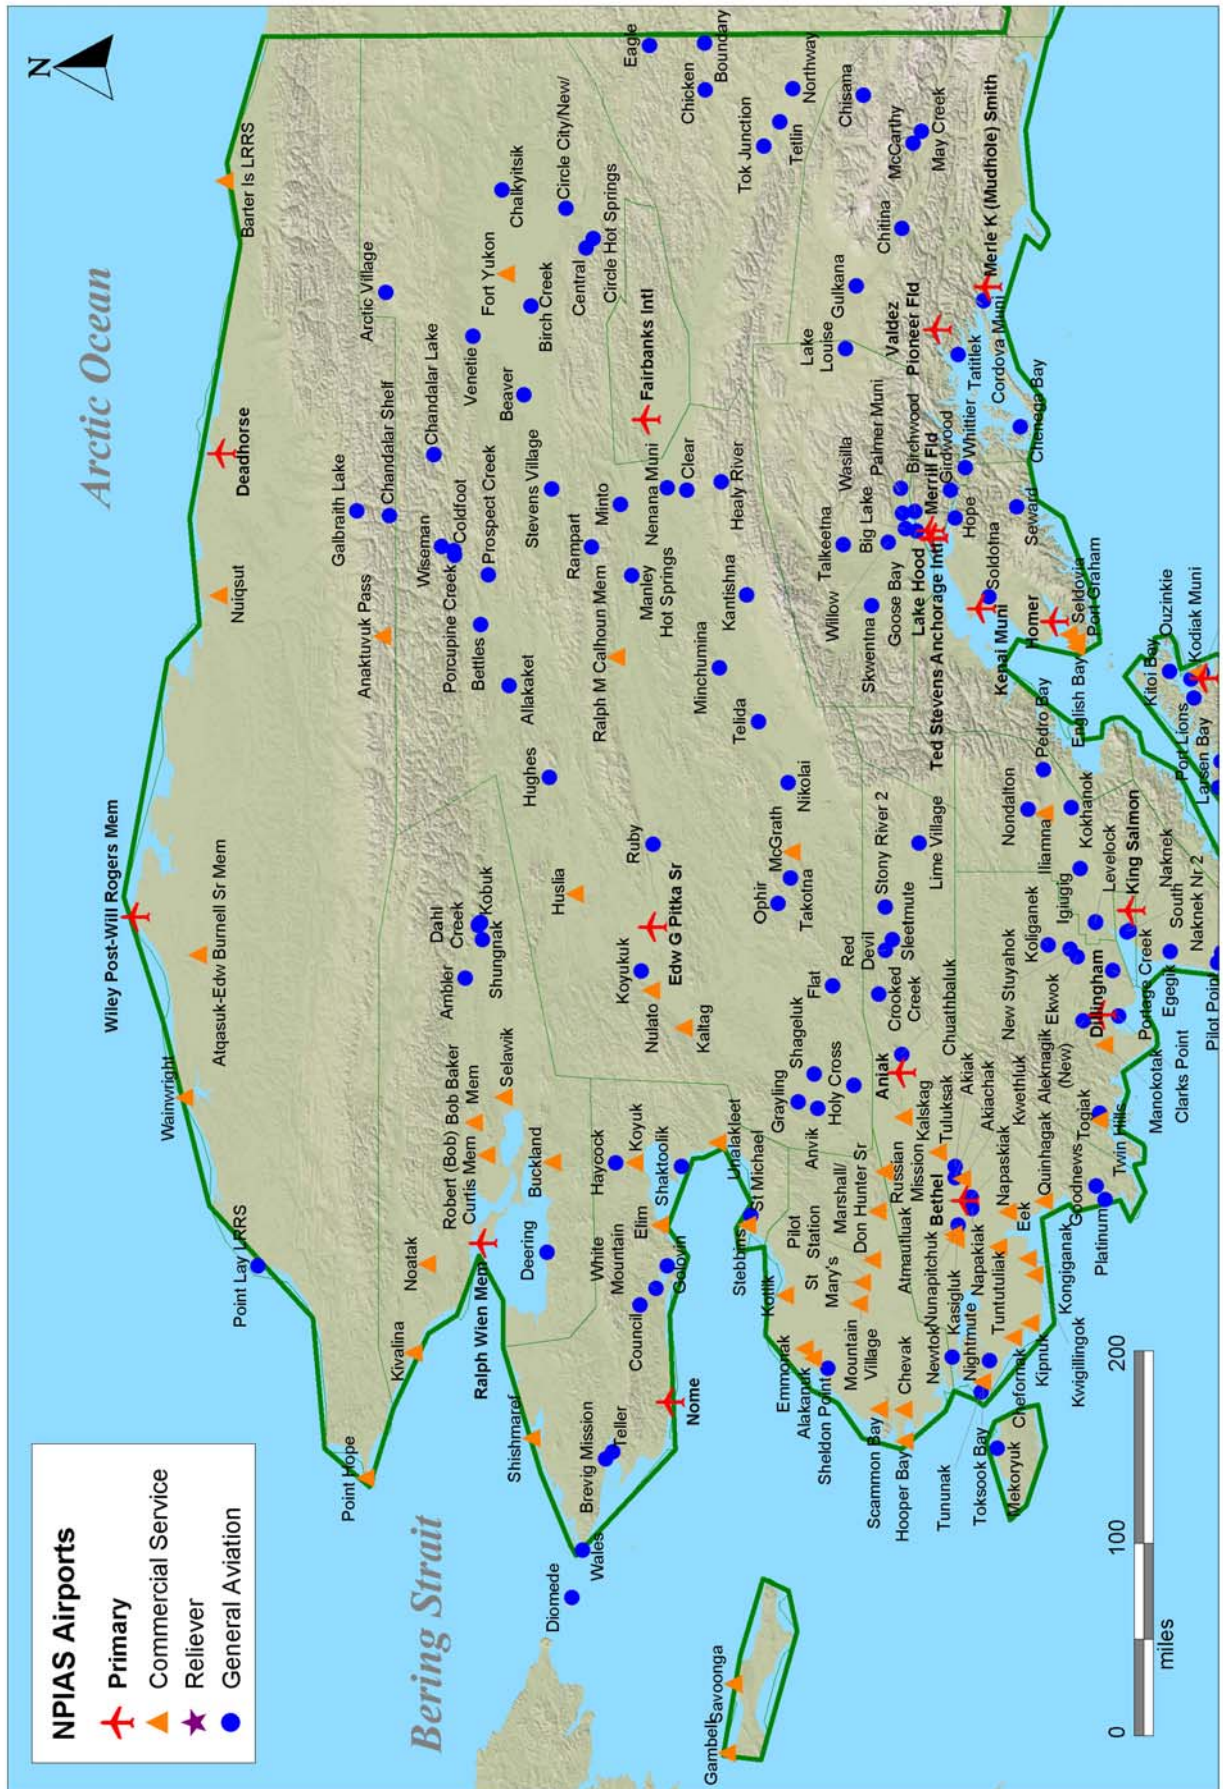 N
Arctic Ocean
Bering Strait
NPIAS Airports
Primary
Commercial Service
Reliever
General Aviation
Wiley Post-Will Rogers Mem
Barter Is LRRS
Deadhorse
Nuiqsut
Atqasuk-Edw Burnell Sr Mem
Wainwright
Point Lay LRRS
Point Hope
Kivalina
Noatak
Ralph Wien Mem
Robert (Bob)
Curtis Mem
Bob Baker
Mem
Selawik
Ambler
Dahl
Creek
Kobuk
Shungnak
Anaktuvuk Pass
Galbraith Lake
Chandalar Shelf
Arctic Village
Chandalar Lake
Wiseman
Coldfoot
Porcupine Creek
Prospect Creek
Bettles
Allakaket
Hughes
Venetie
Fort Yukon
Chalkyitsik
Beaver
Birch Creek
Circle City/New/
Central
Circle Hot Springs
Stevens Village
Rampart
Minto
Manley
Hot Springs
Ralph M Calhoun Mem
Fairbanks Intl
Nenana Muni
Clear
Healy River
Eagle
Chicken
Boundary
Tok Junction
Tetlin
Northway
Chisana
McCarthy
May Creek
Chitina
Gulkana
Lake
Louise
Valdez
Pioneer Fld
Tatitlek
Cordova Muni
Merle K (Mudhole) Smith
Chenega Bay
Whittier
Girdwood
Hope
Seward
Birchwood
Merrill Fld
Palmer Muni
Wasilla
Big Lake
Talkeetna
Willow
Goose Bay
Lake Hood
Ted Stevens Anchorage Intl
Skwentna
Kantishna
Minchumina
Telida
Nikolai
McGrath
Takotna
Ophir
Ruby
Huslia
Edw G Pitka Sr
Koyukuk
Nulato
Kaltag
Buckland
Deering
Haycock
Koyuk
Shaktoolik
Unalakleet
Elim
White
Mountain
Golovin
Council
Nome
Shishmaref
Brevig Mission
Teller
Wales
Diomede
Gambell
Savoonga
St Michael
Stebbins
Kotlik
Emmonak
Alakanuk
Sheldon Point
Pilot
Station
St
Mary's
Mountain
Village
Marshall/
Don Hunter Sr
Russian
Mission
Kalskag
Aniak
Anvik
Grayling
Shageluk
Holy Cross
Flat
Red
Devil
Crooked
Creek
Chuathbaluk
Stony River 2
Sleetmute
Lime Village
Scammon Bay
Hooper Bay
Chevak
Newtok
Tununak
Toksook Bay
Nightmute
Mekoryuk
Chefornak
Kipnuk
Kwigillingok
Kongiganak
Tuntutuliak
Kasigluk
Nunapitchuk
Atmautluak
Bethel
Napakiak
Napaskiak
Eek
Quinhagak
Tuluksak
Akiak
Akiachak
Kwethluk
Goodnews
Platinum
Togiak
Twin Hills
Manokotak
Clarks Point
Aleknagik
(New)
Dillingham
Ekwok
New Stuyahok
Koliganek
Portage Creek
Egegik
Pilot Point
Naknek
South
Naknek Nr 2
King Salmon
Levelock
Igiugig
Kokhanok
Iliamna
Nondalton
Pedro Bay
Kenai Muni
Soldotna
Homer
Seldovia
Port Graham
English Bay
Kitoi Bay
Ouzinkie
Kodiak Muni
Port Lions
Larsen Bay
0
100
200
miles